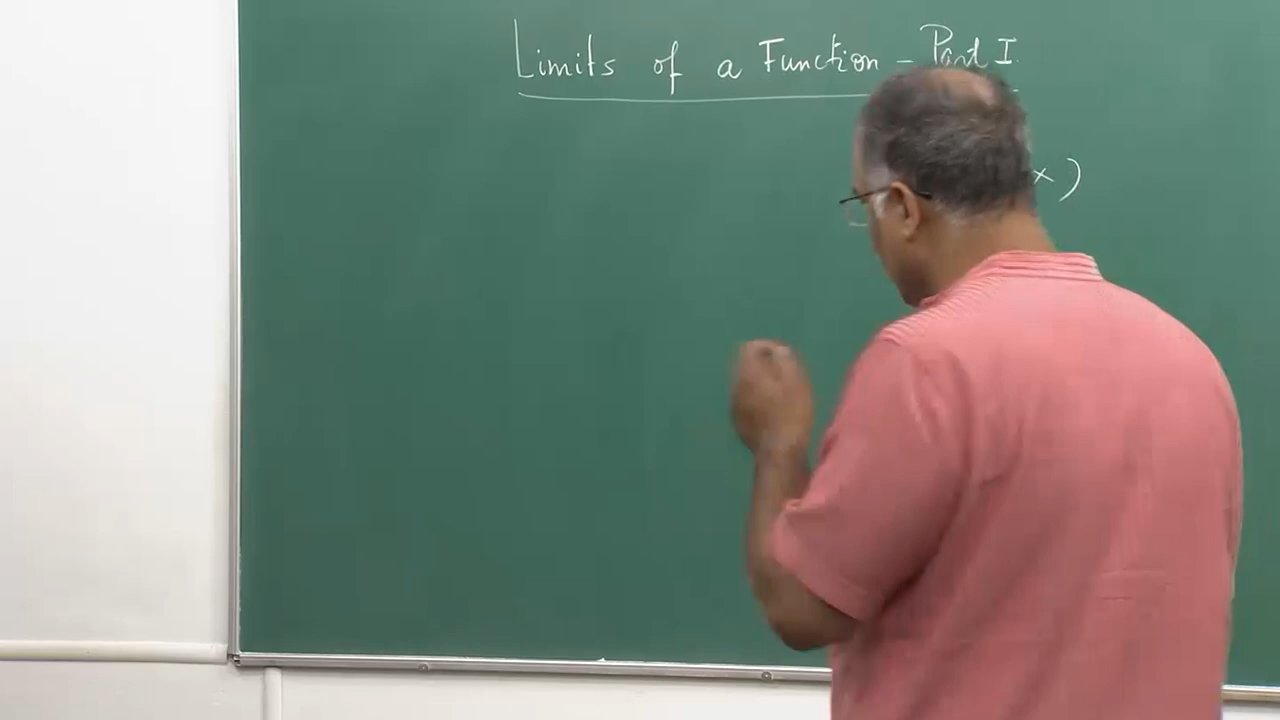 Limits of a Function - Part I
x)